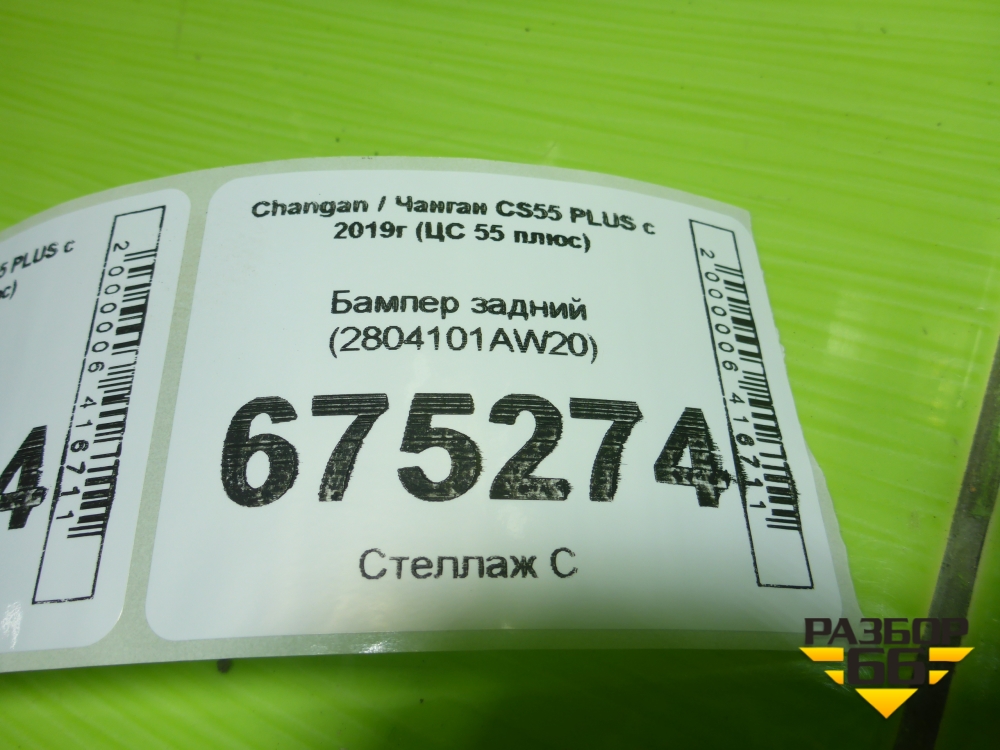 5 PLUS с
с)
4
2000006416711
Changan / Чанган CS55 PLUS с
2019г (ЦС 55 плюс)
Бампер задний
(2804101AW20)
675274
Стеллаж С
2000006416711
РАЗБОР
66